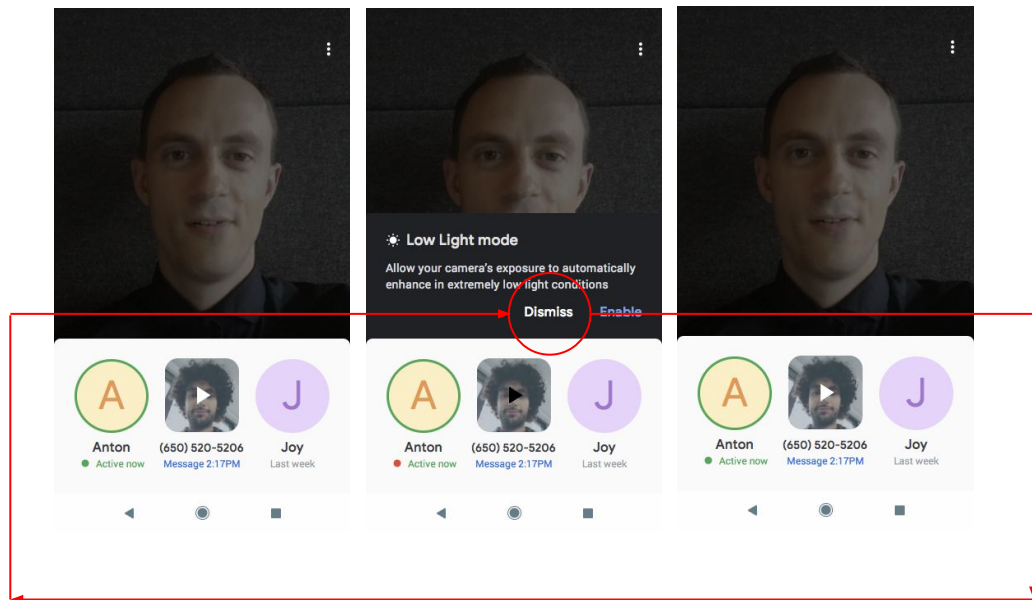 A
J
Anton
(650) 520-5206
Joy
Active now
Message 2:17PM
Last week
Low Light mode
Allow your camera's exposure to automatically
enhance in extremely low light conditions
Dismiss
Enable
A
J
Anton
(650) 520-5206
Joy
Active now
Message 2:17PM
Last week
A
J
Anton
(650) 520-5206
Joy
Active now
Message 2:17PM
Last week